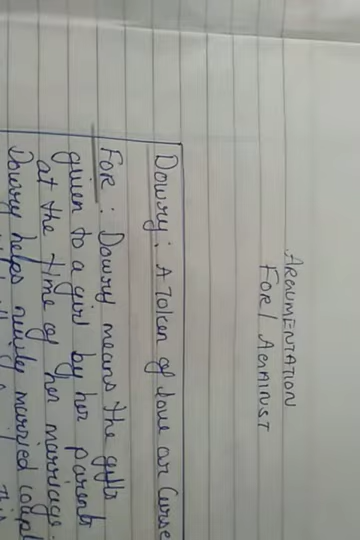 ARGUMENTATION
FOR / AGAINST
Dowry : A Token of love or Curse
For : Dowry means the gifts
given to a girl by her parents
at the time of her marriage.
Dowry helps newly married coupl